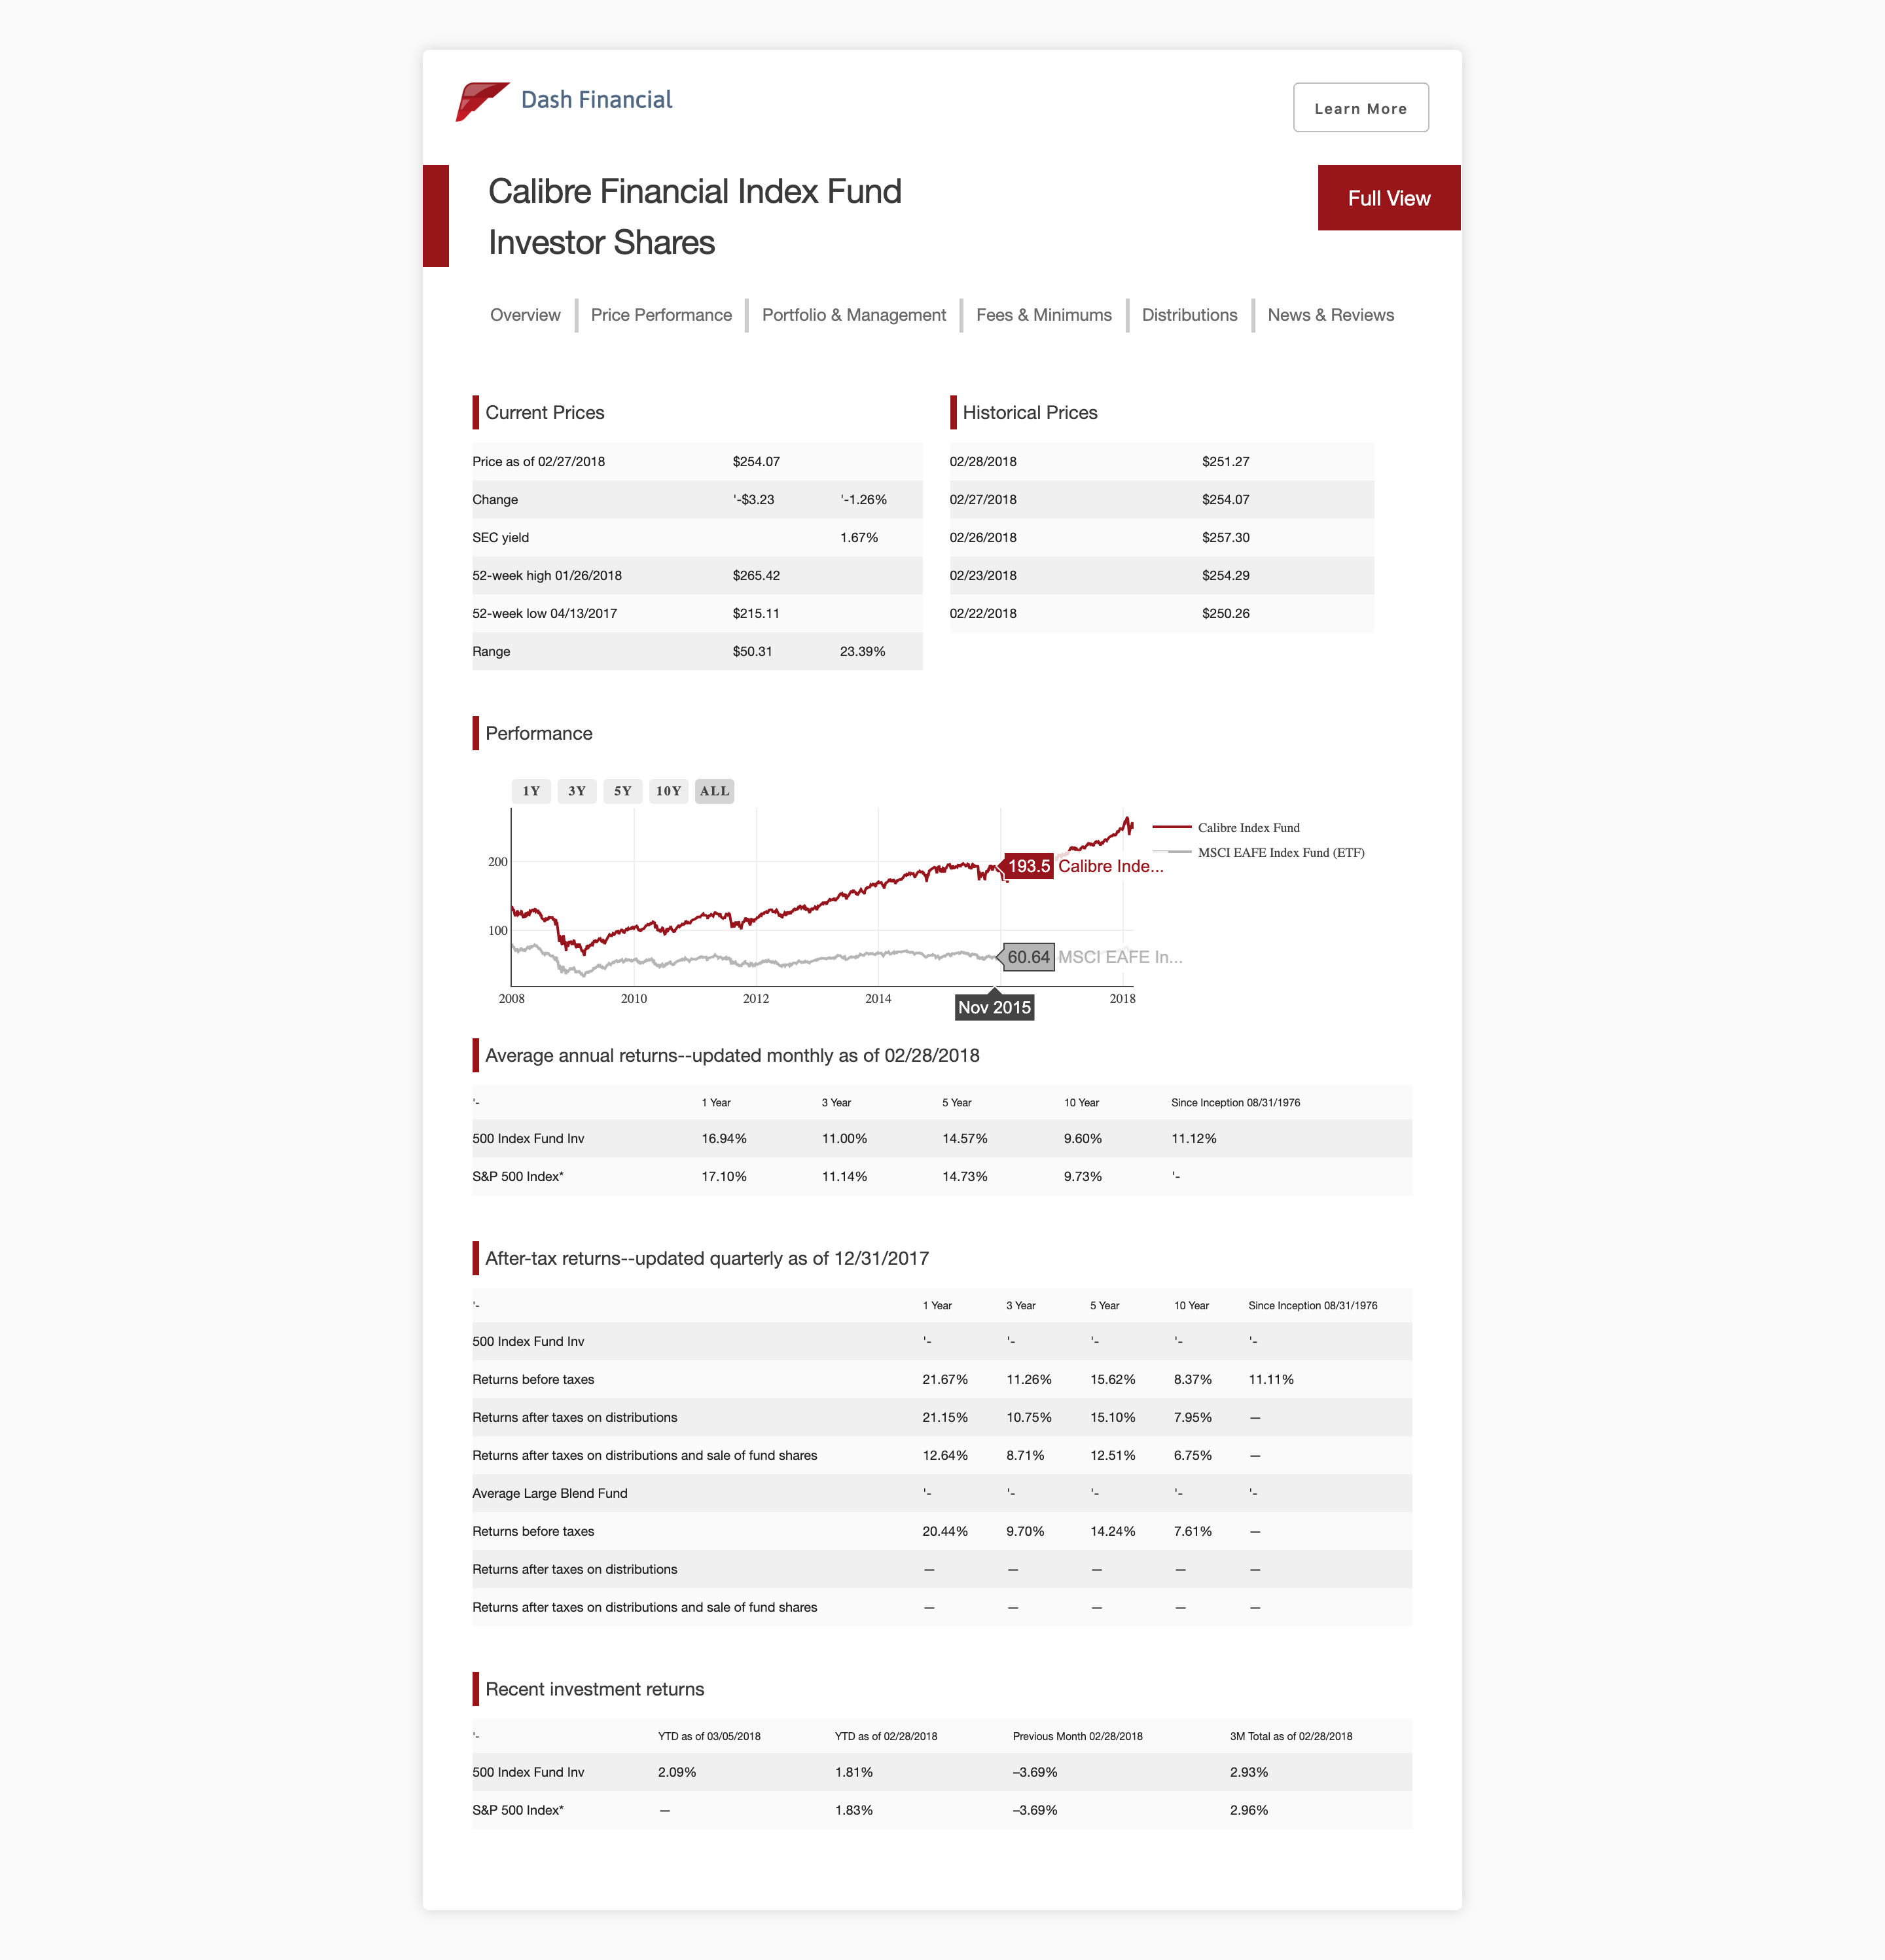 Dash Financial
Learn More
Calibre Financial Index Fund
Investor Shares
Full View
Overview Price Performance Portfolio & Management Fees & Minimums Distributions News & Reviews
Current Prices
Price as of 02/27/2018 $254.07
Change '-$3.23 '-1.26%
SEC yield 1.67%
52-week high 01/26/2018 $265.42
52-week low 04/13/2017 $215.11
Range $50.31 23.39%
Historical Prices
02/28/2018 $251.27
02/27/2018 $254.07
02/26/2018 $257.30
02/23/2018 $254.29
02/22/2018 $250.26
Performance
1Y 3Y 5Y 10Y ALL
Calibre Index Fund
MSCI EAFE Index Fund (ETF)
200
193.5 Calibre Inde...
100
60.64 MSCI EAFE In...
2008 2010 2012 2014 2018
Nov 2015
Average annual returns--updated monthly as of 02/28/2018
'- 1 Year 3 Year 5 Year 10 Year Since Inception 08/31/1976
500 Index Fund Inv 16.94% 11.00% 14.57% 9.60% 11.12%
S&P 500 Index* 17.10% 11.14% 14.73% 9.73% '-
After-tax returns--updated quarterly as of 12/31/2017
'- 1 Year 3 Year 5 Year 10 Year Since Inception 08/31/1976
500 Index Fund Inv '- '- '- '- '-
Returns before taxes 21.67% 11.26% 15.62% 8.37% 11.11%
Returns after taxes on distributions 21.15% 10.75% 15.10% 7.95% —
Returns after taxes on distributions and sale of fund shares 12.64% 8.71% 12.51% 6.75% —
Average Large Blend Fund '- '- '- '- '-
Returns before taxes 20.44% 9.70% 14.24% 7.61% —
Returns after taxes on distributions — — — — —
Returns after taxes on distributions and sale of fund shares — — — — —
Recent investment returns
'- YTD as of 03/05/2018 YTD as of 02/28/2018 Previous Month 02/28/2018 3M Total as of 02/28/2018
500 Index Fund Inv 2.09% 1.81% –3.69% 2.93%
S&P 500 Index* — 1.83% –3.69% 2.96%